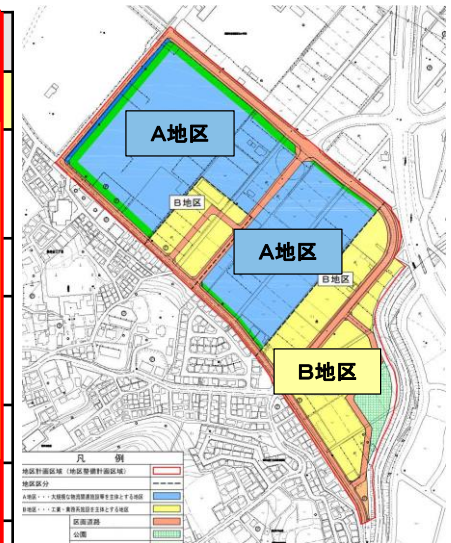 A地区
B地区
A地区
B地区
B地区
凡例
地区計画区域（地区整備計画区域）
地区区分
A地区・・・大規模な物流関連施設等を主体とする地区
B地区・・・工業・業務系施設を主体とする地区
区画道路
公園